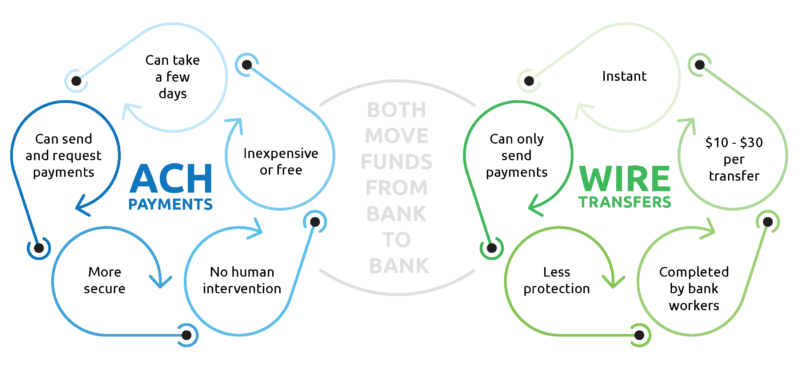 Can take
a few
days
Can send
and request
payments
ACH
PAYMENTS
Inexpensive
or free
More
secure
No human
intervention
BOTH
MOVE
FUNDS
FROM
BANK
TO
BANK
Instant
Can only
send
payments
WIRE
TRANSFERS
$10 - $30
per
transfer
Less
protection
Completed
by bank
workers